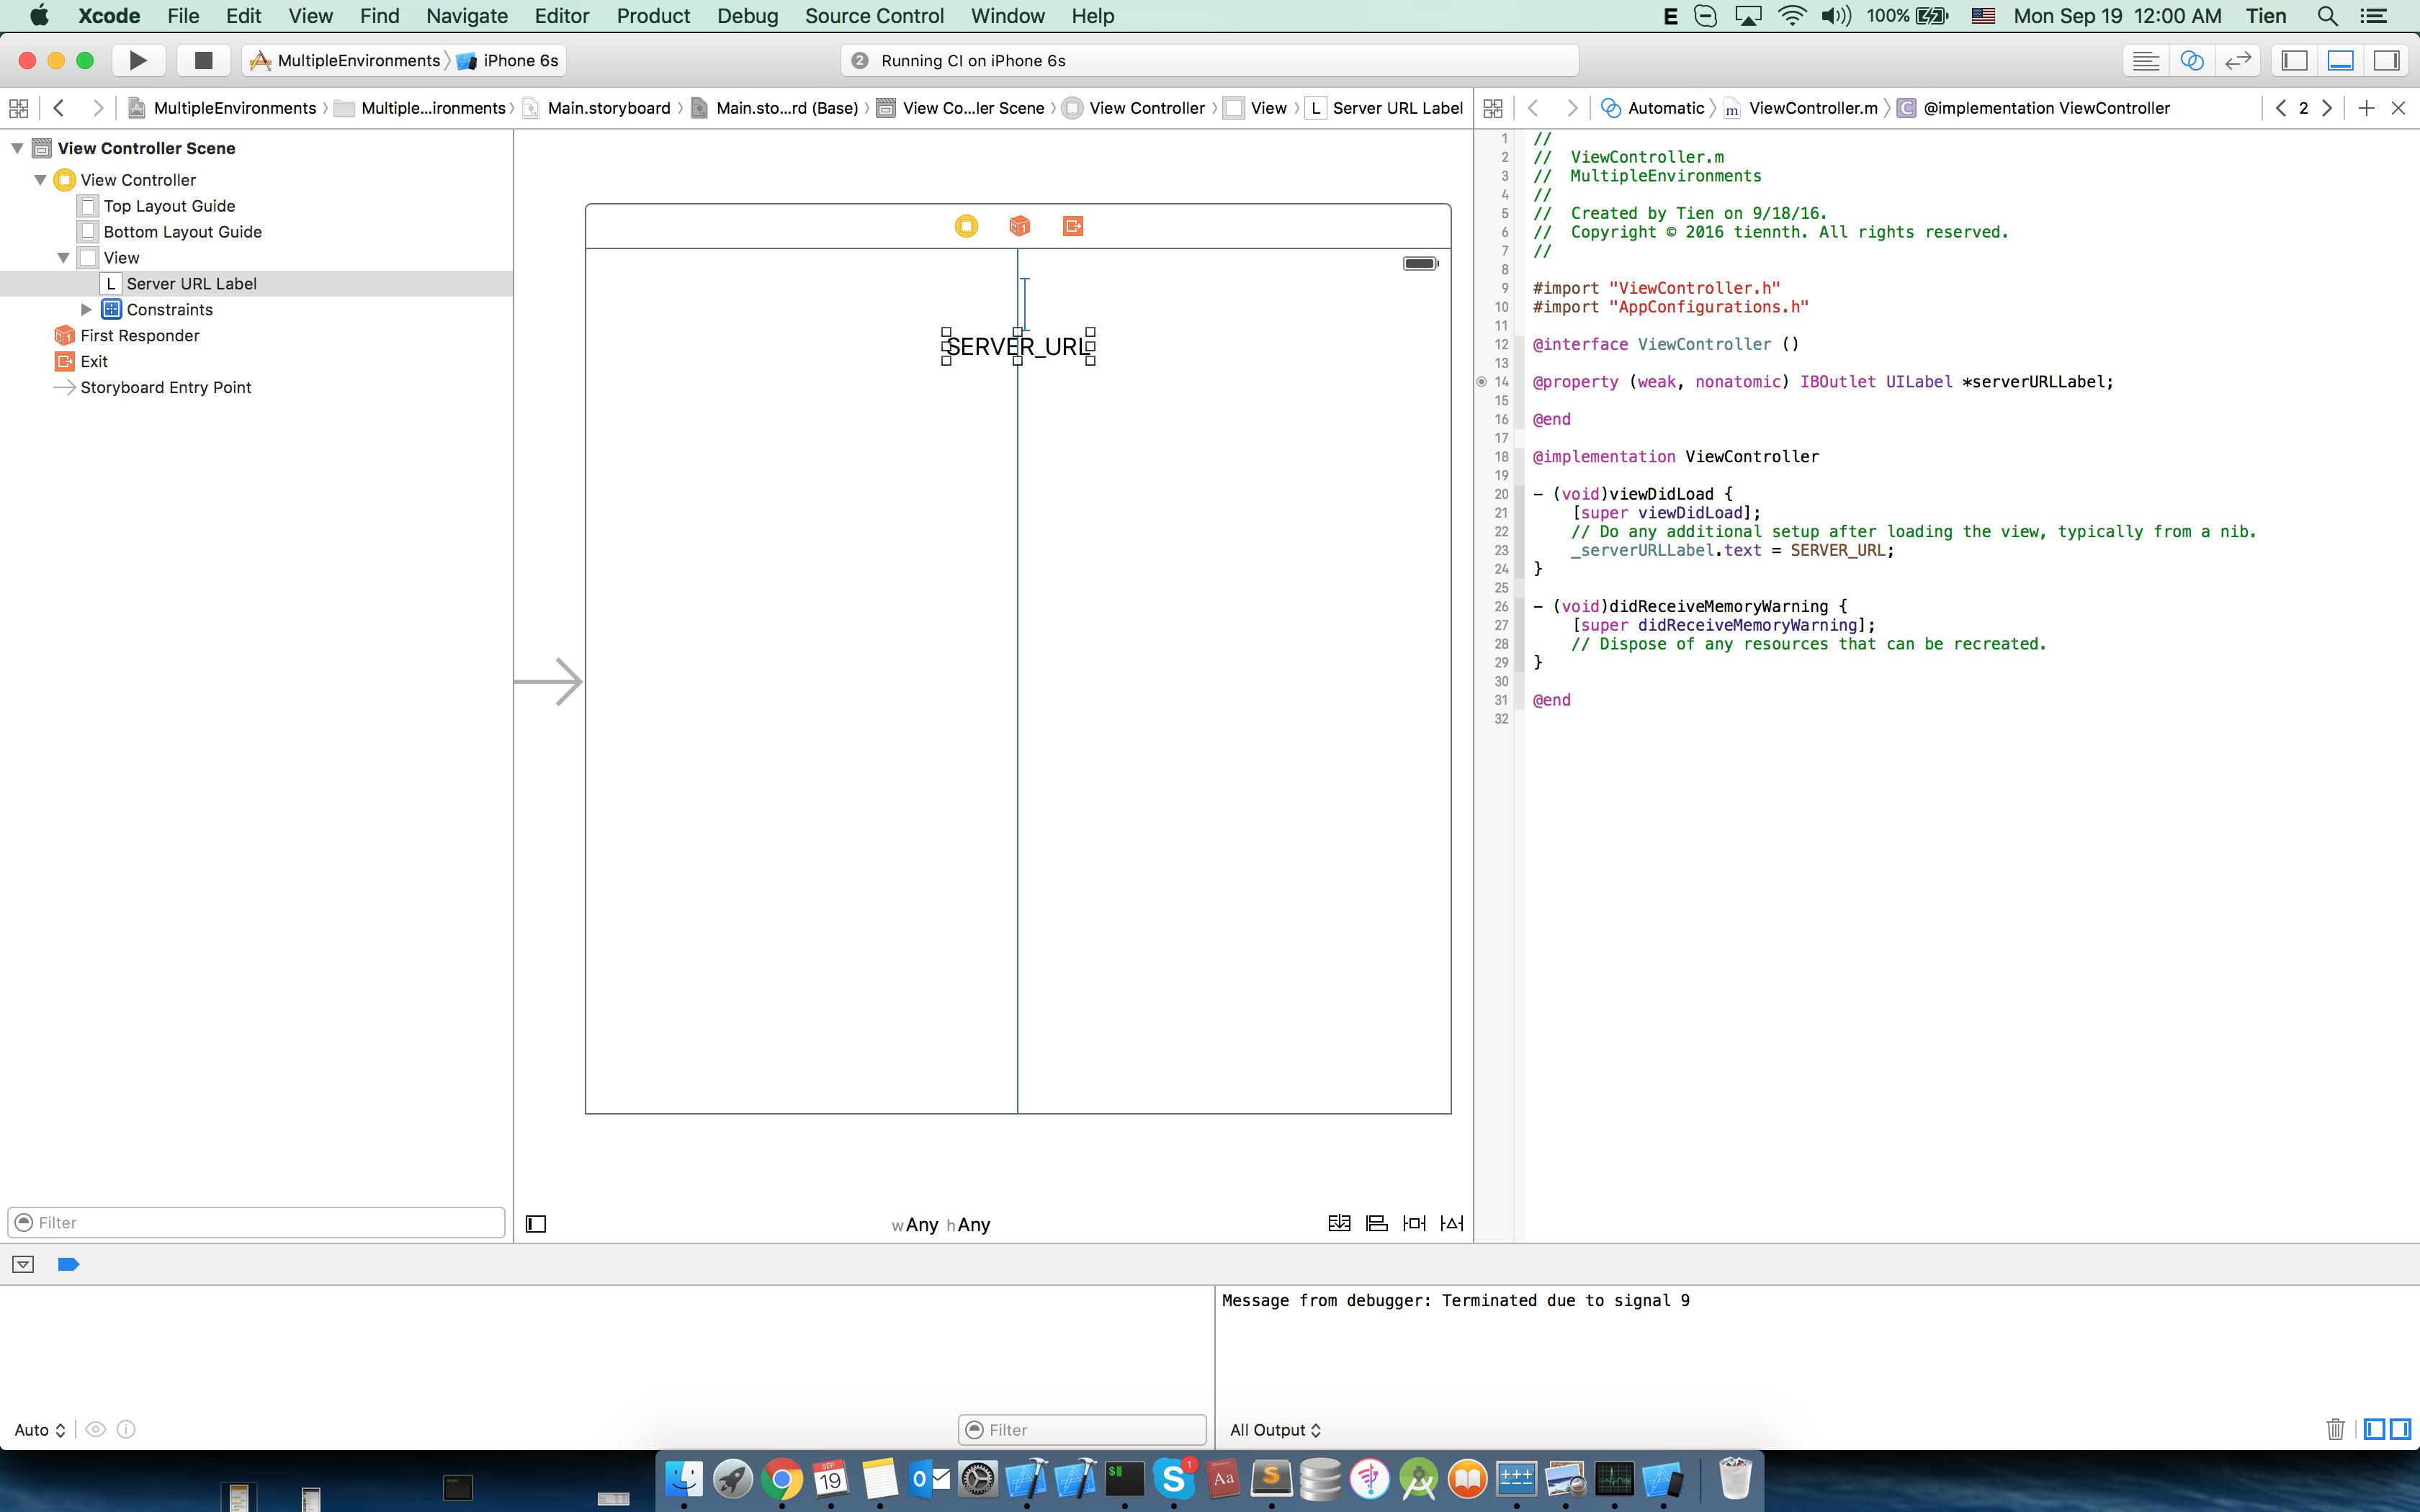 Xcode File Edit View Find Navigate Editor Product Debug Source Control Window Help E 100% Mon Sep 19 12:00 AM Tien
MultipleEnvironments iPhone 6s 2 Running CI on iPhone 6s
MultipleEnvironments Multiple...ironments Main.storyboard Main.sto...rd (Base) View Co...ler Scene View Controller View L Server URL Label Automatic m ViewController.m C @implementation ViewController 2
View Controller Scene
View Controller
Top Layout Guide
Bottom Layout Guide
View
L Server URL Label
Constraints
1 First Responder
Exit
Storyboard Entry Point
1
SERVER_URL
1 //
2 //  ViewController.m
3 //  MultipleEnvironments
4 //
5 //  Created by Tien on 9/18/16.
6 //  Copyright © 2016 tiennth. All rights reserved.
7 //
8
9 #import "ViewController.h"
10 #import "AppConfigurations.h"
11
12 @interface ViewController ()
13
14 @property (weak, nonatomic) IBOutlet UILabel *serverURLLabel;
15
16 @end
17
18 @implementation ViewController
19
20 - (void)viewDidLoad {
21     [super viewDidLoad];
22     // Do any additional setup after loading the view, typically from a nib.
23     _serverURLLabel.text = SERVER_URL;
24 }
25
26 - (void)didReceiveMemoryWarning {
27     [super didReceiveMemoryWarning];
28     // Dispose of any resources that can be recreated.
29 }
30
31 @end
32
Filter
wAny hAny
Message from debugger: Terminated due to signal 9
Auto
Filter
All Output
SEP
19
O
$
S
1
Aa
S